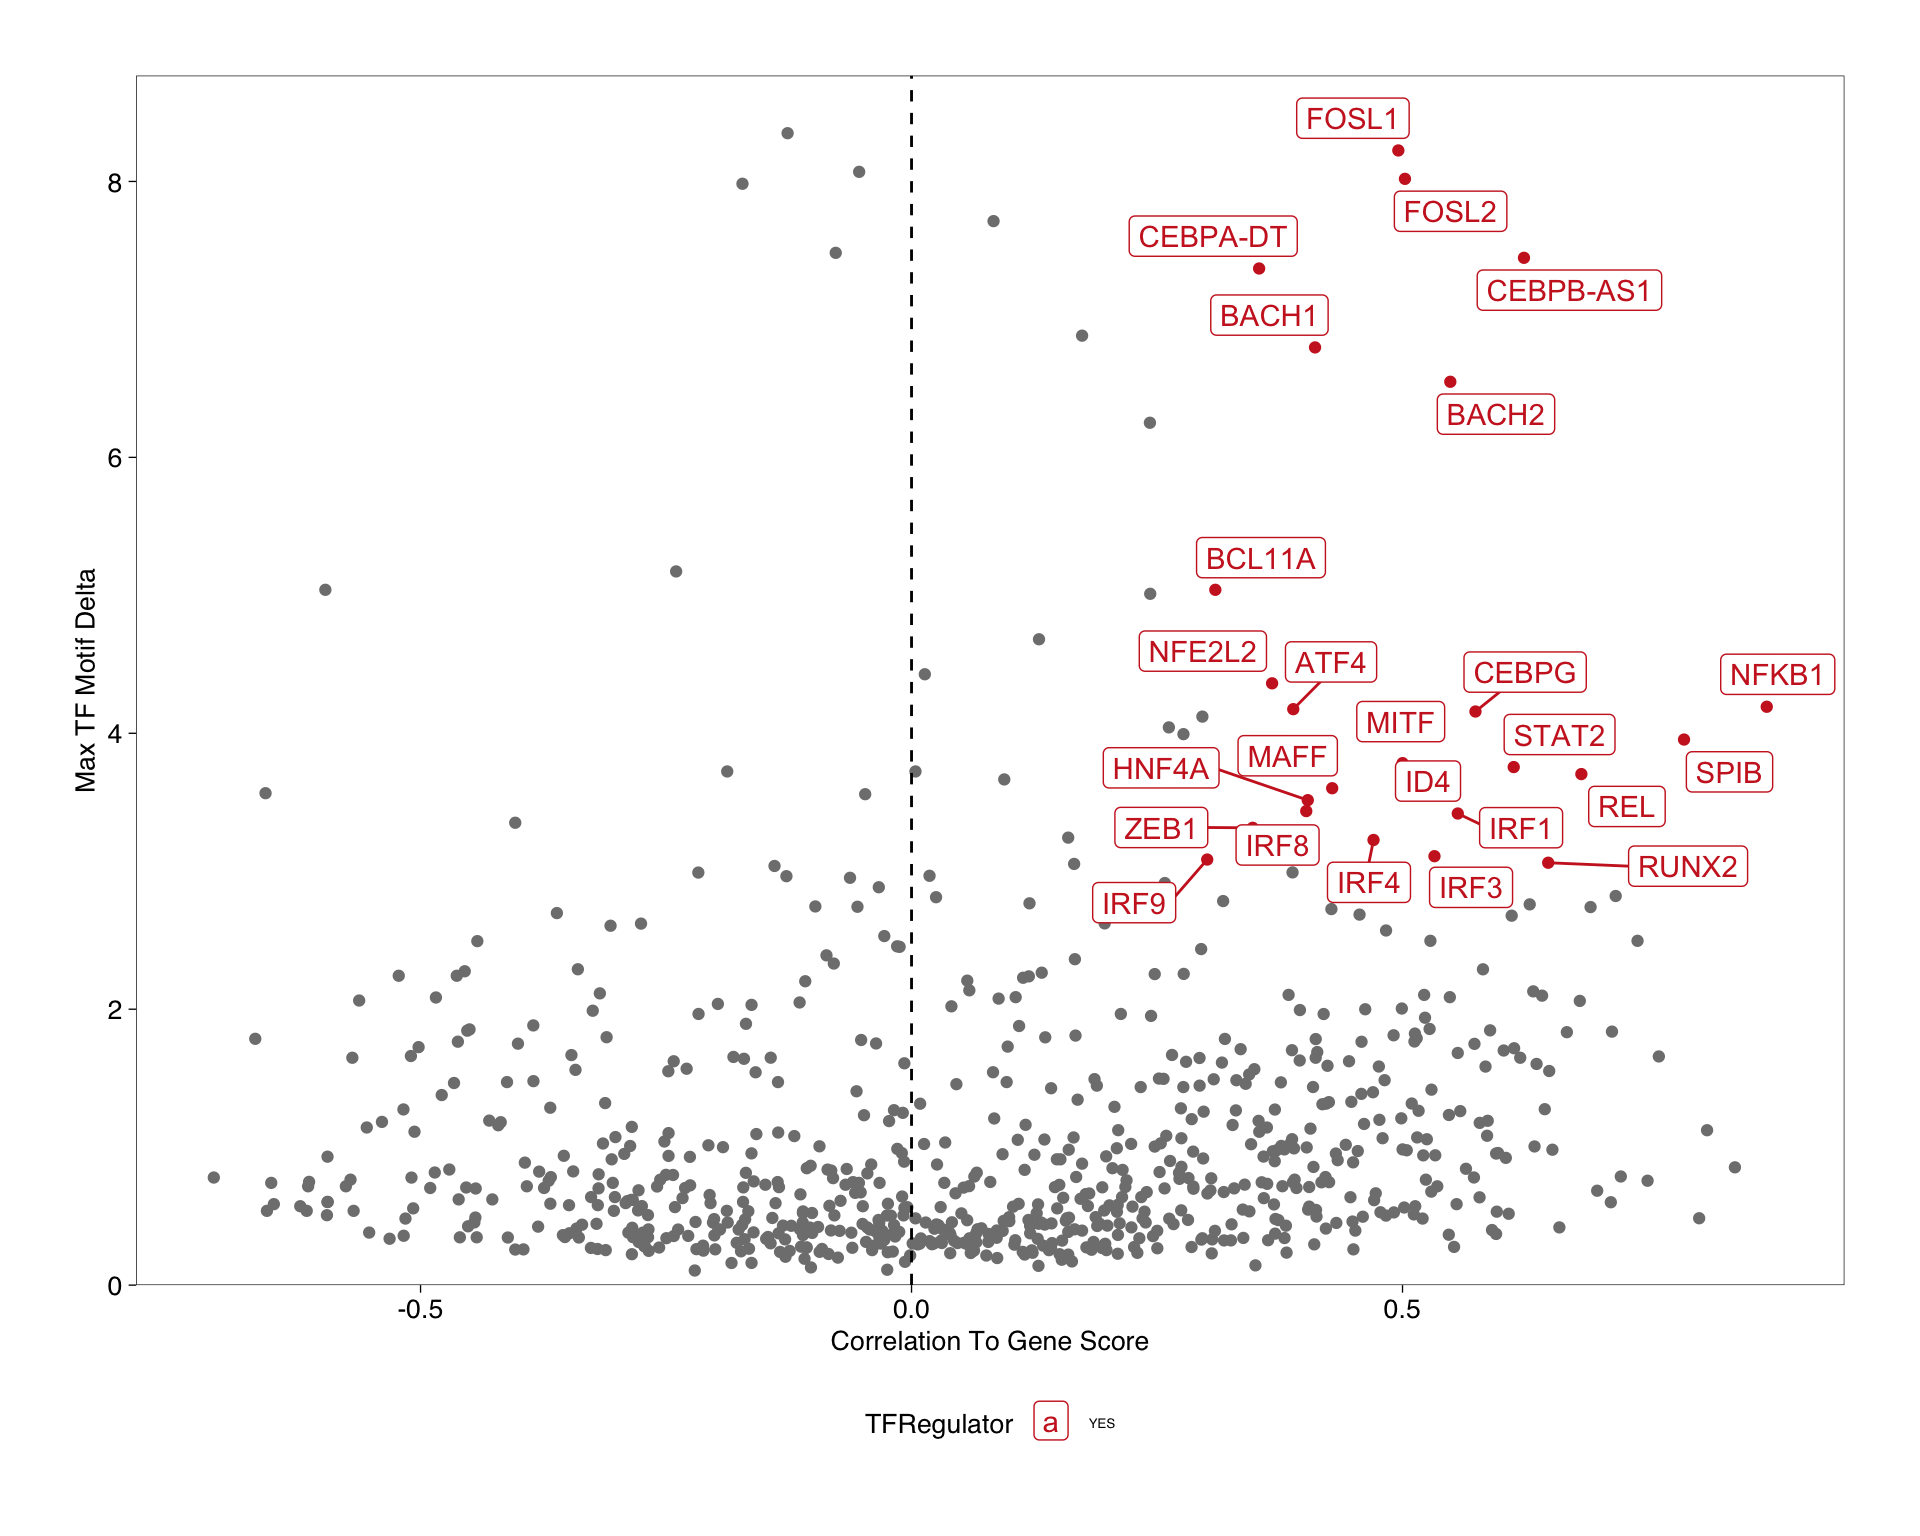 FOSL1
FOSL2
CEBPA-DT
CEBPB-AS1
BACH1
BACH2
BCL11A
NFE2L2
ATF4
CEBPG
NFKB1
MITF
STAT2
MAFF
HNF4A
SPIB
ID4
REL
ZEB1
IRF1
IRF8
RUNX2
IRF4
IRF3
IRF9
8
6
4
2
0
Max TF Motif Delta
-0.5 0.0 0.5
Correlation To Gene Score
TFRegulator a YES